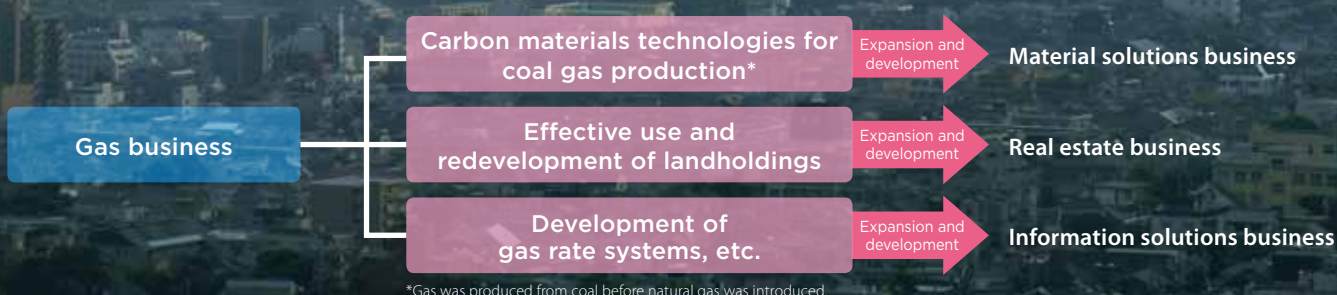 Gas business
Carbon materials technologies for
coal gas production*
Expansion and
development
Material solutions business
Effective use and
redevelopment of landholdings
Expansion and
development
Real estate business
Development of
gas rate systems, etc.
Expansion and
development
Information solutions business
*Gas was produced from coal before natural gas was introduced